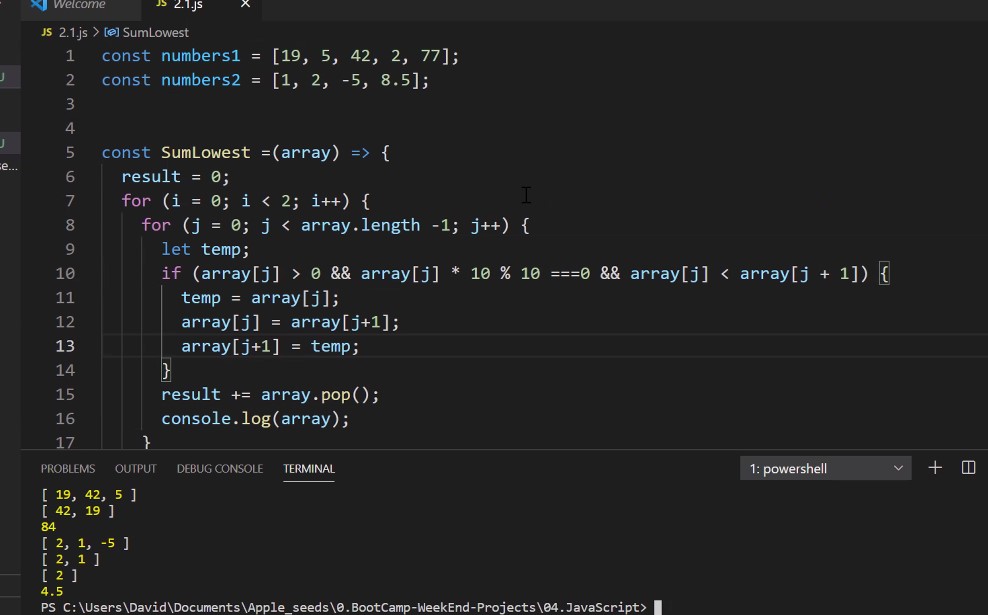 Welcome
JS 2.1.js ×
JS 2.1.js > SumLowest
1 const numbers1 = [19, 5, 42, 2, 77];
2 const numbers2 = [1, 2, -5, 8.5];
3
4
5 const SumLowest =(array) => {
6 result = 0;
7 for (i = 0; i < 2; i++) {
8 for (j = 0; j < array.length -1; j++) {
9 let temp;
10 if (array[j] > 0 && array[j] * 10 % 10 ===0 && array[j] < array[j + 1]) {
11 temp = array[j];
12 array[j] = array[j+1];
13 array[j+1] = temp;
14 }
15 result += array.pop();
16 console.log(array);
17 }
PROBLEMS OUTPUT DEBUG CONSOLE TERMINAL 1: powershell
[ 19, 42, 5 ]
[ 42, 19 ]
84
[ 2, 1, -5 ]
[ 2, 1 ]
[ 2 ]
4.5
PS C:\Users\David\Documents\Apple_seeds\0.BootCamp-WeekEnd-Projects\04.JavaScript>